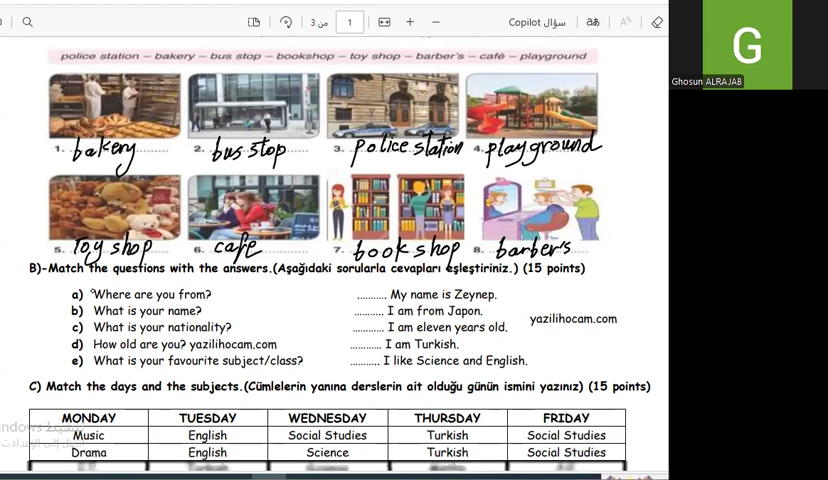 1
من 3
سؤال Copilot
G
Ghosun ALRAJAB
police station – bakery – bus stop – bookshop – toy shop – barber's – café – playground
1. bakery 2. bus stop 3. police station 4. playground
5. Toy shop 6. cafe 7. book shop 8. barber's
B)-Match the questions with the answers.(Aşağıdaki sorularla cevapları eşleştiriniz.) (15 points)
a) Where are you from? ........... My name is Zeynep.
b) What is your name? ........... I am from Japon.
yazilihocam.com
c) What is your nationality? ........... I am eleven years old.
d) How old are you? yazilihocam.com ........... I am Turkish.
e) What is your favourite subject/class? ........... I like Science and English.
C) Match the days and the subjects.(Cümlelerin yanına derslerin ait olduğu günün ismini yazınız) (15 points)
MONDAY TUESDAY WEDNESDAY THURSDAY FRIDAY
Music English Social Studies Turkish Social Studies
Drama English Science Turkish Social Studies